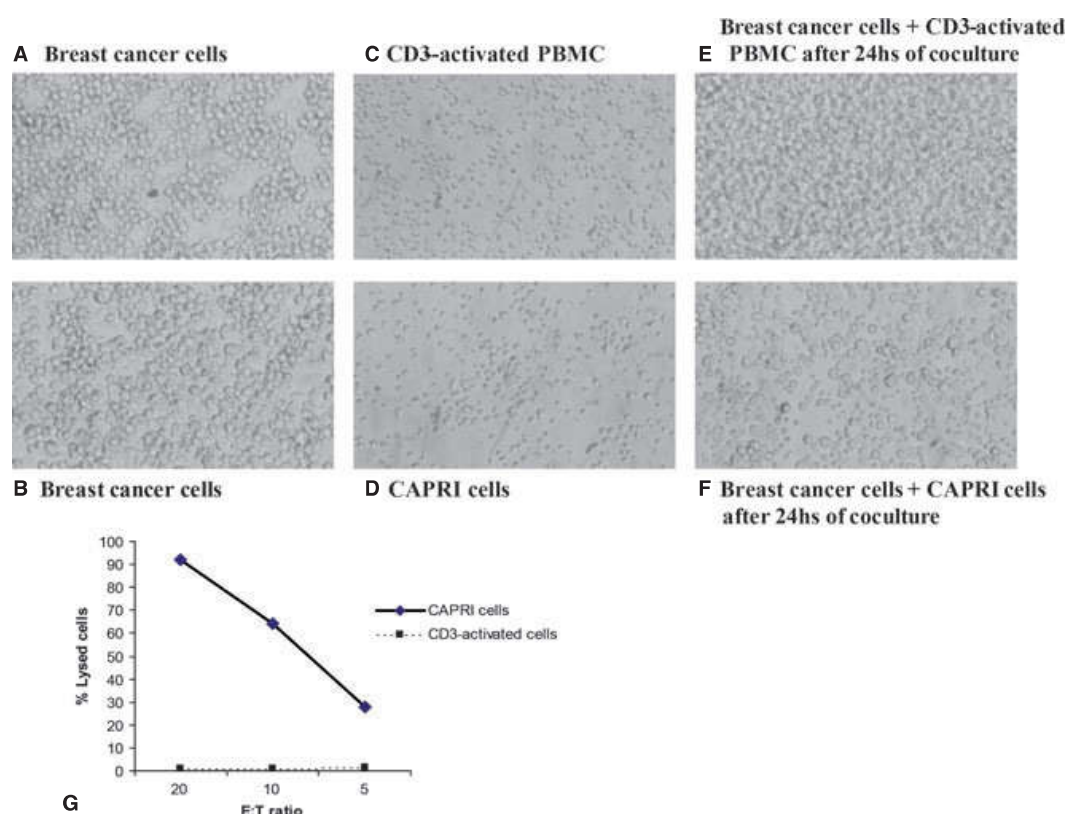 Breast cancer cells + CD3-activated
A Breast cancer cells
C CD3-activated PBMC
E PBMC after 24hs of coculture
B Breast cancer cells
D CAPRI cells
F Breast cancer cells + CAPRI cells
after 24hs of coculture
100
90
80
70
60
50
40
30
20
10
0
% Lysed cells
20 10 5
E:T ratio
CAPRI cells
CD3-activated cells
G